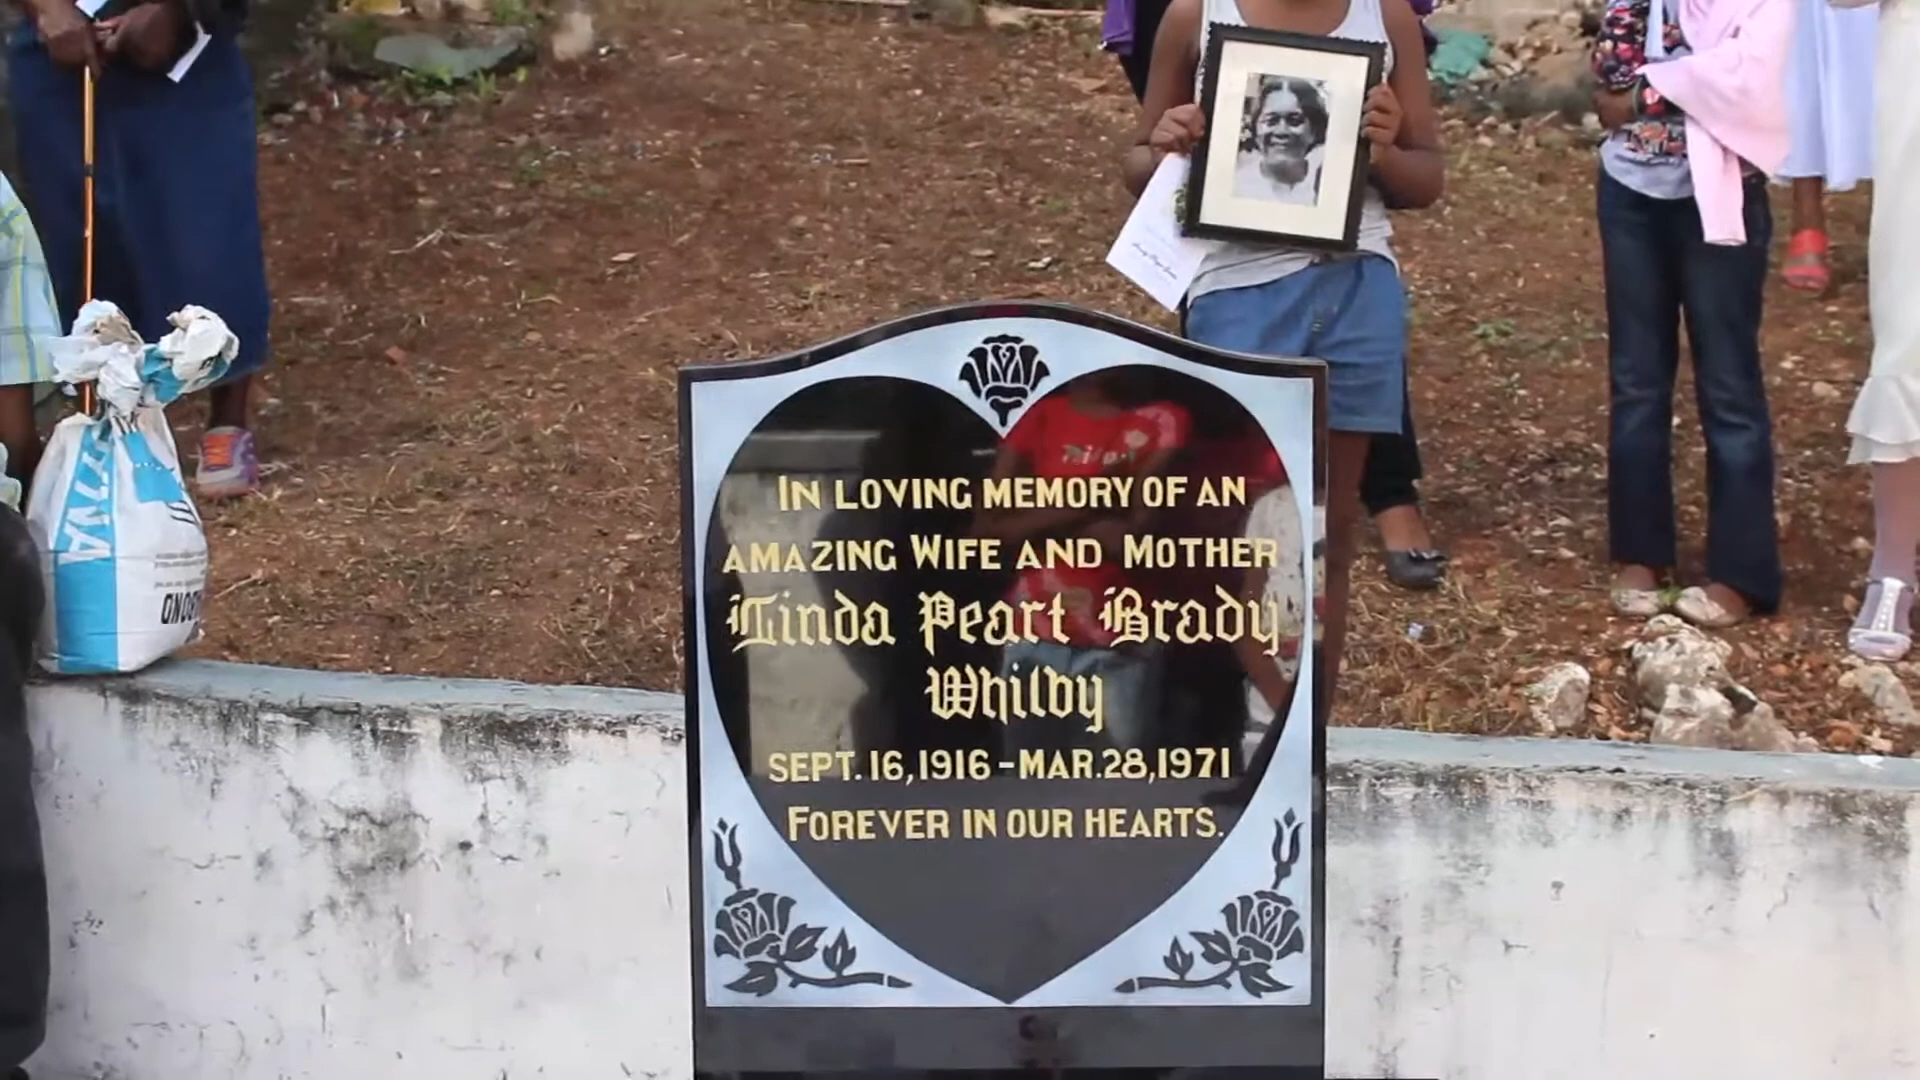 IN LOVING MEMORY OF AN
AMAZING WIFE AND MOTHER
Linda Peart Brady
Whilby
SEPT. 16, 1916 - MAR. 28, 1971
FOREVER IN OUR HEARTS.